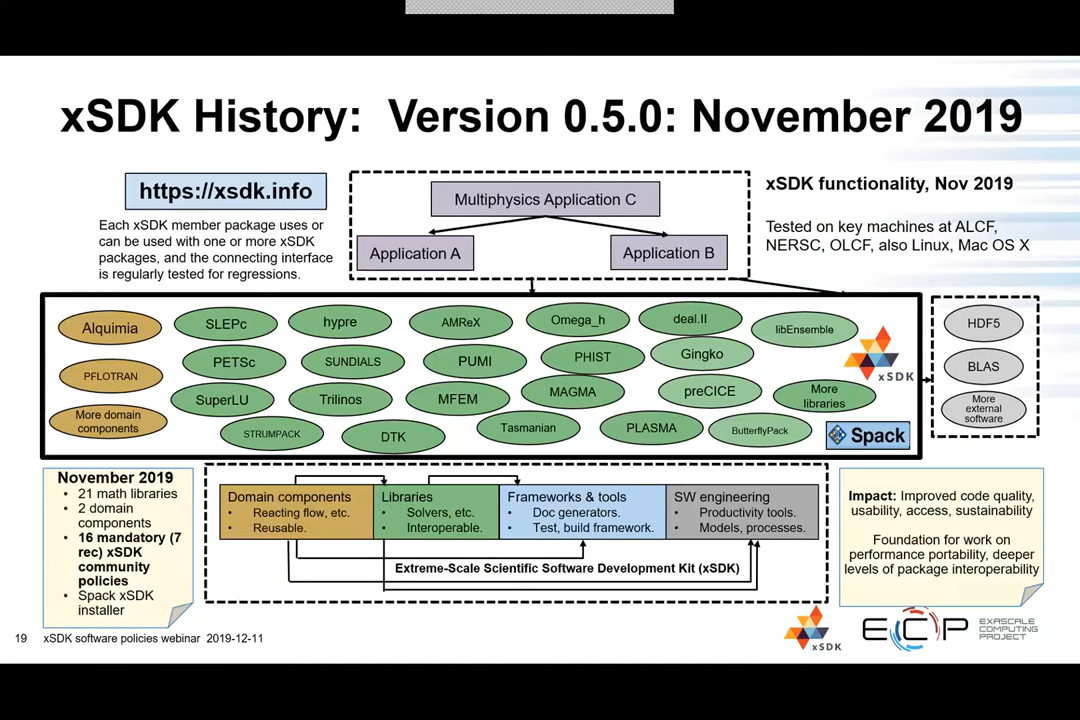 xSDK History: Version 0.5.0: November 2019
https://xsdk.info
Each xSDK member package uses or
can be used with one or more xSDK
packages, and the connecting interface
is regularly tested for regressions.
Multiphysics Application C
Application A
Application B
xSDK functionality, Nov 2019
Tested on key machines at ALCF,
NERSC, OLCF, also Linux, Mac OS X
Alquimia
PFLOTRAN
More domain
components
SLEPc
hypre
AMReX
Omega_h
deal.II
libEnsemble
PETSc
SUNDIALS
PUMI
PHIST
Gingko
SuperLU
Trilinos
MFEM
MAGMA
preCICE
More
libraries
STRUMPACK
DTK
Tasmanian
PLASMA
ButterflyPack
xSDK
Spack
HDF5
BLAS
More
external
software
November 2019
• 21 math libraries
• 2 domain
components
• 16 mandatory (7
rec) xSDK
community
policies
• Spack xSDK
installer
Domain components
• Reacting flow, etc.
• Reusable.
Libraries
• Solvers, etc.
• Interoperable.
Frameworks & tools
• Doc generators.
• Test, build framework.
SW engineering
• Productivity tools.
• Models, processes.
Extreme-Scale Scientific Software Development Kit (xSDK)
Impact: Improved code quality,
usability, access, sustainability
Foundation for work on
performance portability, deeper
levels of package interoperability
19 xSDK software policies webinar 2019-12-11
xSDK
ECP
EXASCALE
COMPUTING
PROJECT